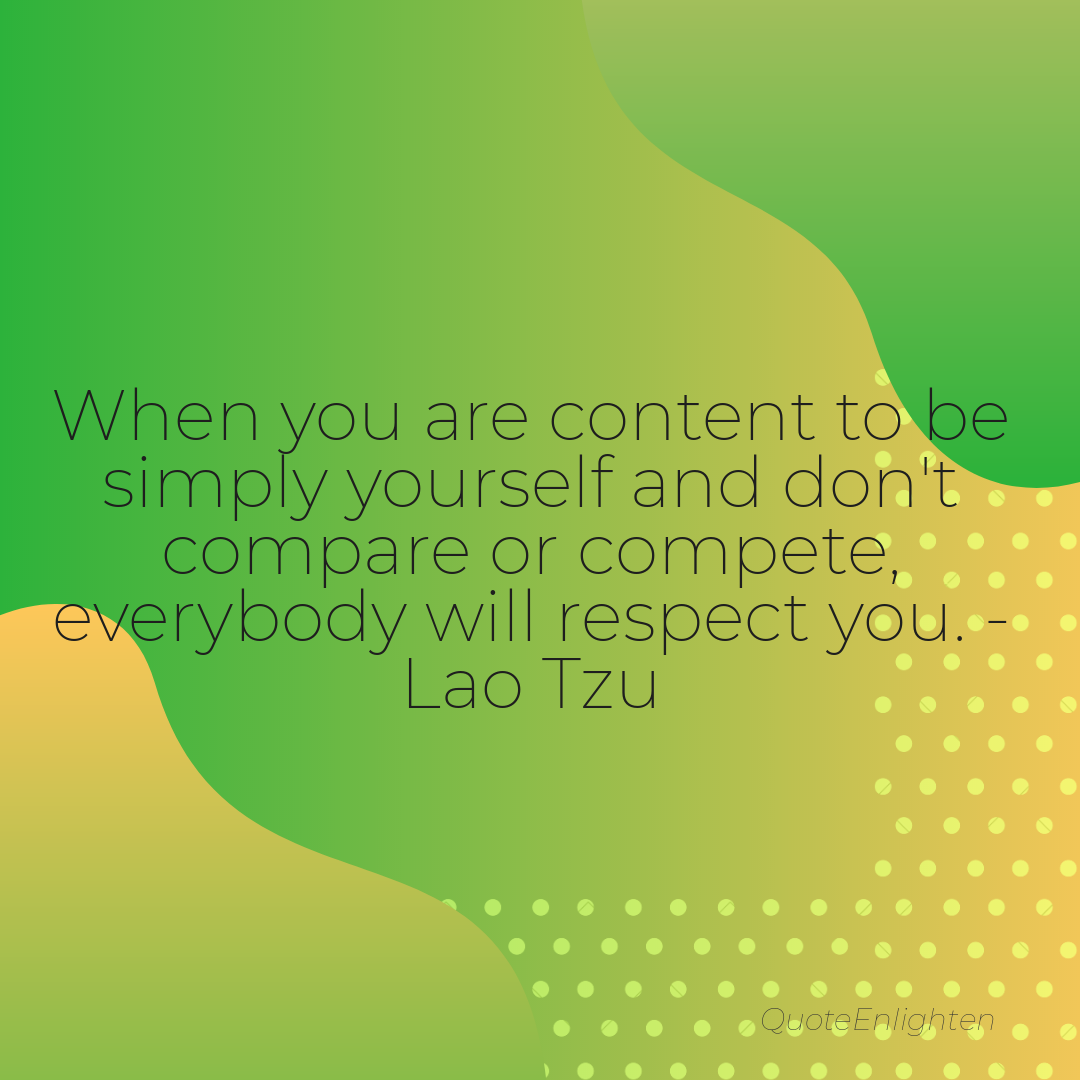 When you are content to be
simply yourself and don't
compare or compete,
everybody will respect you. -
Lao Tzu
QuoteEnlighten